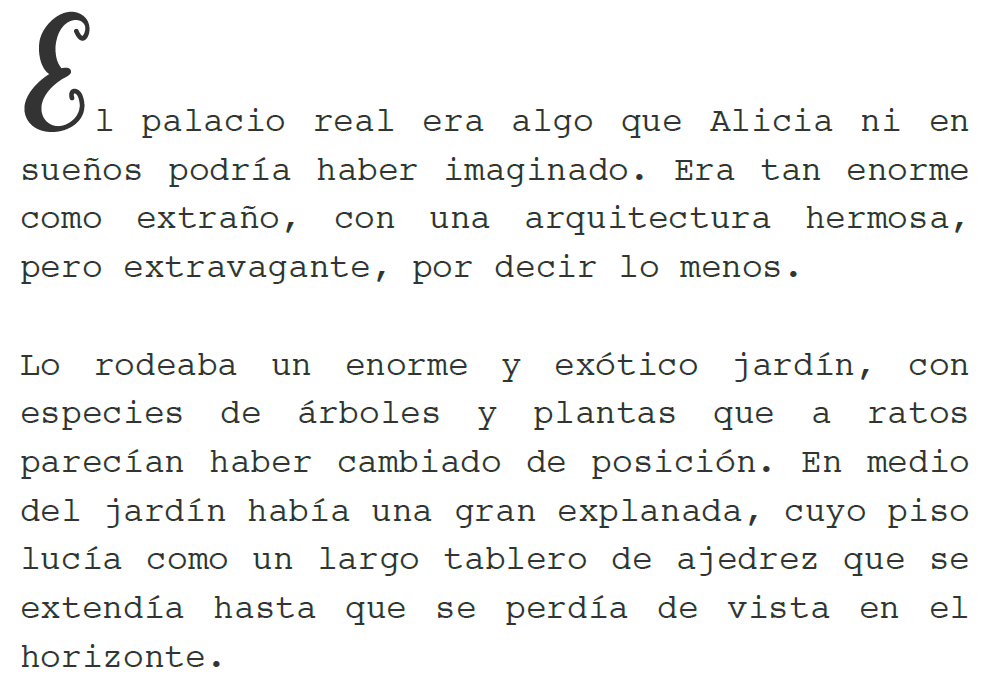 El palacio real era algo que Alicia ni en
sueños podría haber imaginado. Era tan enorme
como extraño, con una arquitectura hermosa,
pero extravagante, por decir lo menos.
Lo rodeaba un enorme y exótico jardín, con
especies de árboles y plantas que a ratos
parecían haber cambiado de posición. En medio
del jardín había una gran explanada, cuyo piso
lucía como un largo tablero de ajedrez que se
extendía hasta que se perdía de vista en el
horizonte.